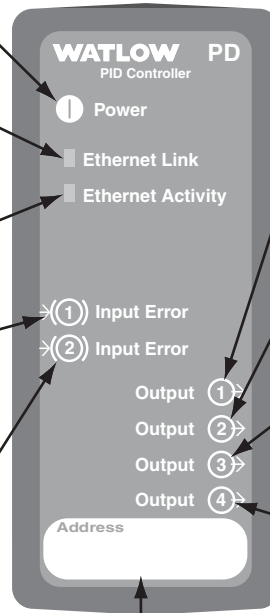 WATLOW PD
PID Controller
Power
Ethernet Link
Ethernet Activity
1 Input Error
2 Input Error
Output 1
Output 2
Output 3
Output 4
Address